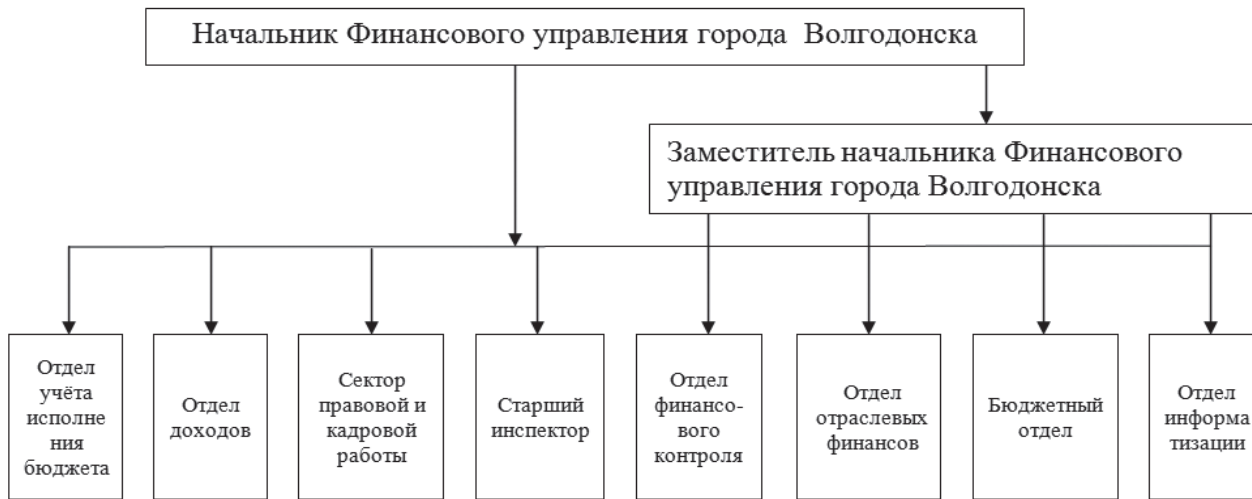 Начальник Финансового управления города Волгодонска
Заместитель начальника Финансового
управления города Волгодонска
Отдел
учёта
исполне
ния
бюджета
Отдел
доходов
Сектор
правовой и
кадровой
работы
Старший
инспектор
Отдел
финансо-
вого
контроля
Отдел
отраслевых
финансов
Бюджетный
отдел
Отдел
информа
тизации